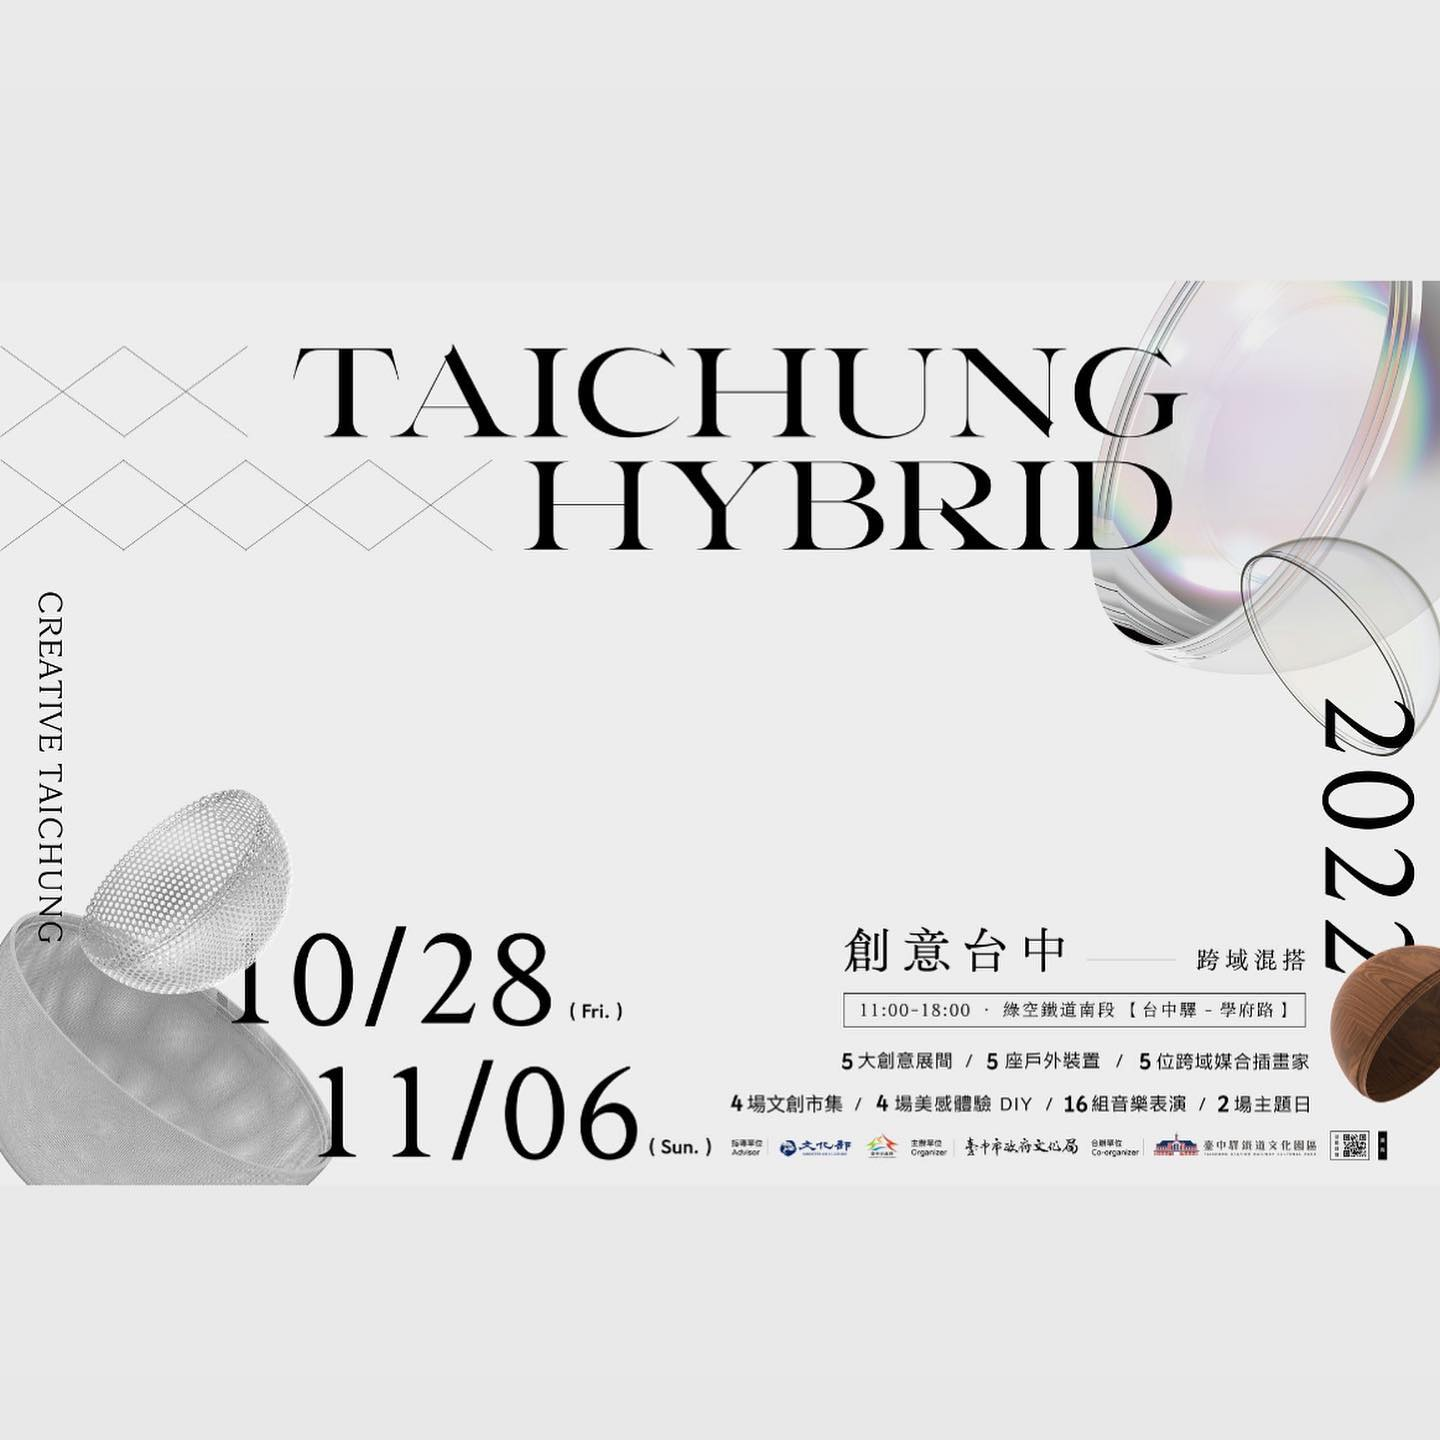 TAICHUNG
HYBRID
CREATIVE TAICHUNG
2022
10/28 (Fri.)
11/06 (Sun.)
創意台中 跨域混搭
11:00-18:00 · 綠空鐵道南段【台中驛 - 學府路】
5大創意展間 / 5 座戶外裝置 / 5 位跨域媒合插畫家
4場文創市集 / 4 場美感體驗 DIY / 16組音樂表演 / 2場主題日
指導單位
Advisor
文化部
主辦單位
Organizer
臺中市政府文化局
合辦單位
Co-organizer
臺中驛鐵道文化園區